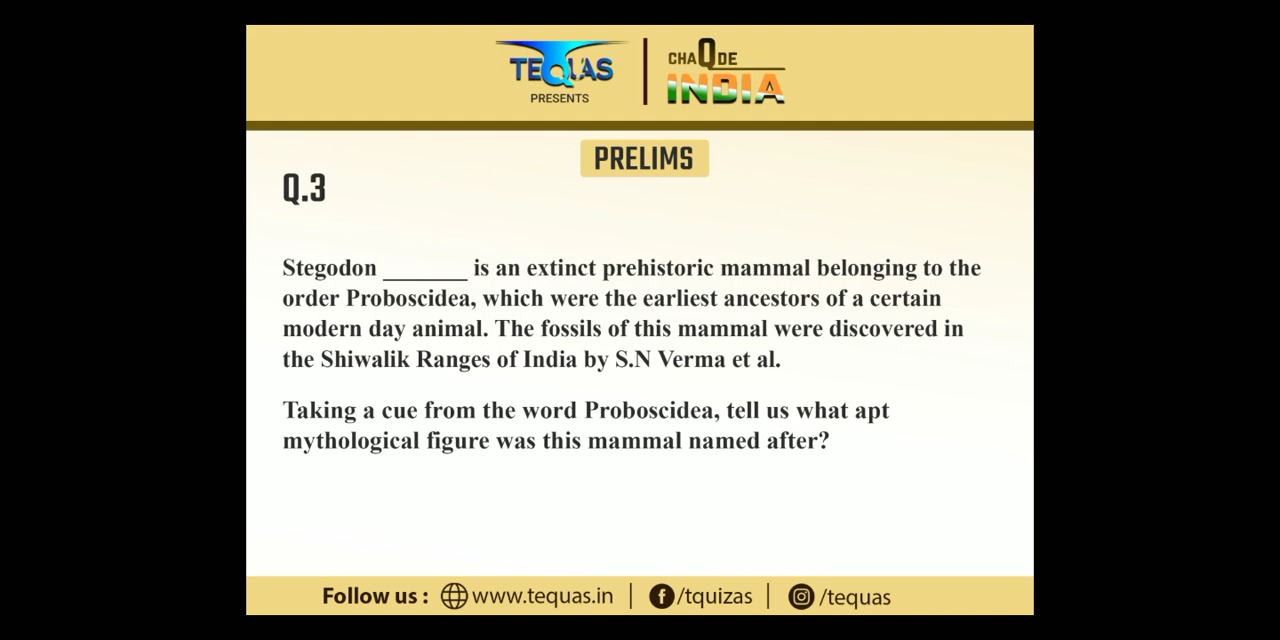 TEQUAS
PRESENTS
CHAQDE
INDIA
PRELIMS
Q.3
Stegodon _______ is an extinct prehistoric mammal belonging to the
order Proboscidea, which were the earliest ancestors of a certain
modern day animal. The fossils of this mammal were discovered in
the Shiwalik Ranges of India by S.N Verma et al.
Taking a cue from the word Proboscidea, tell us what apt
mythological figure was this mammal named after?
Follow us : www.tequas.in | /tquizas | /tequas